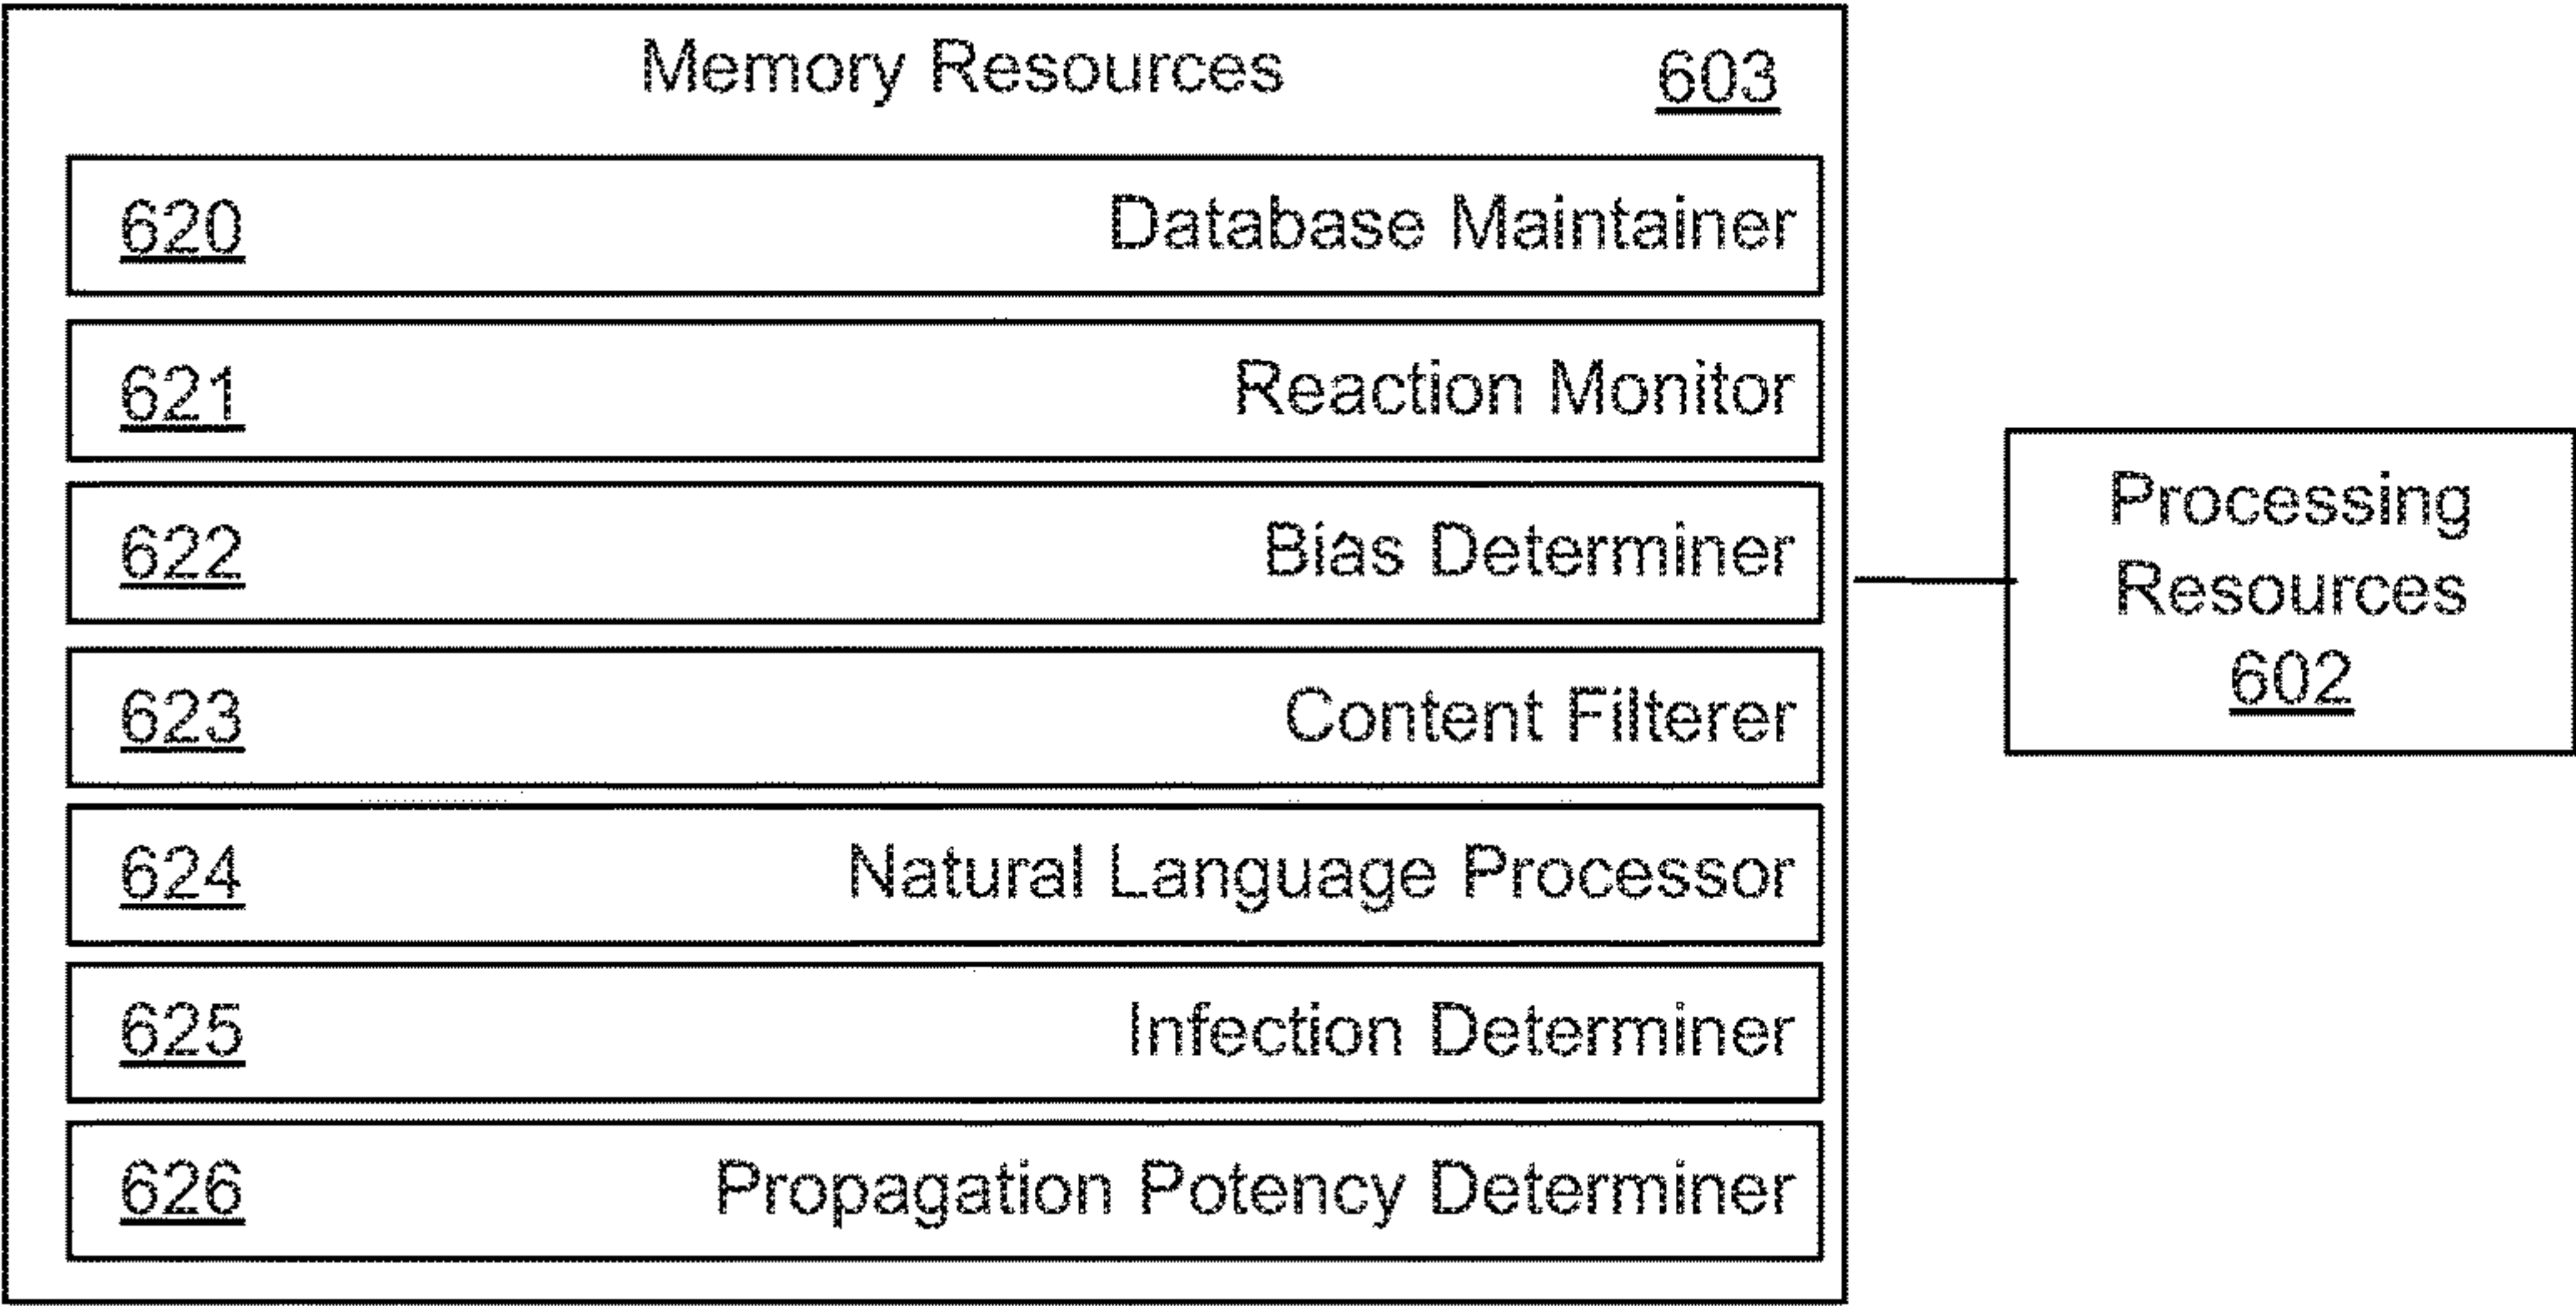 Memory Resources 603
620 Database Maintainer
621 Reaction Monitor
622 Bias Determiner
623 Content Filterer
624 Natural Language Processor
625 Infection Determiner
626 Propagation Potency Determiner
Processing
Resources
602